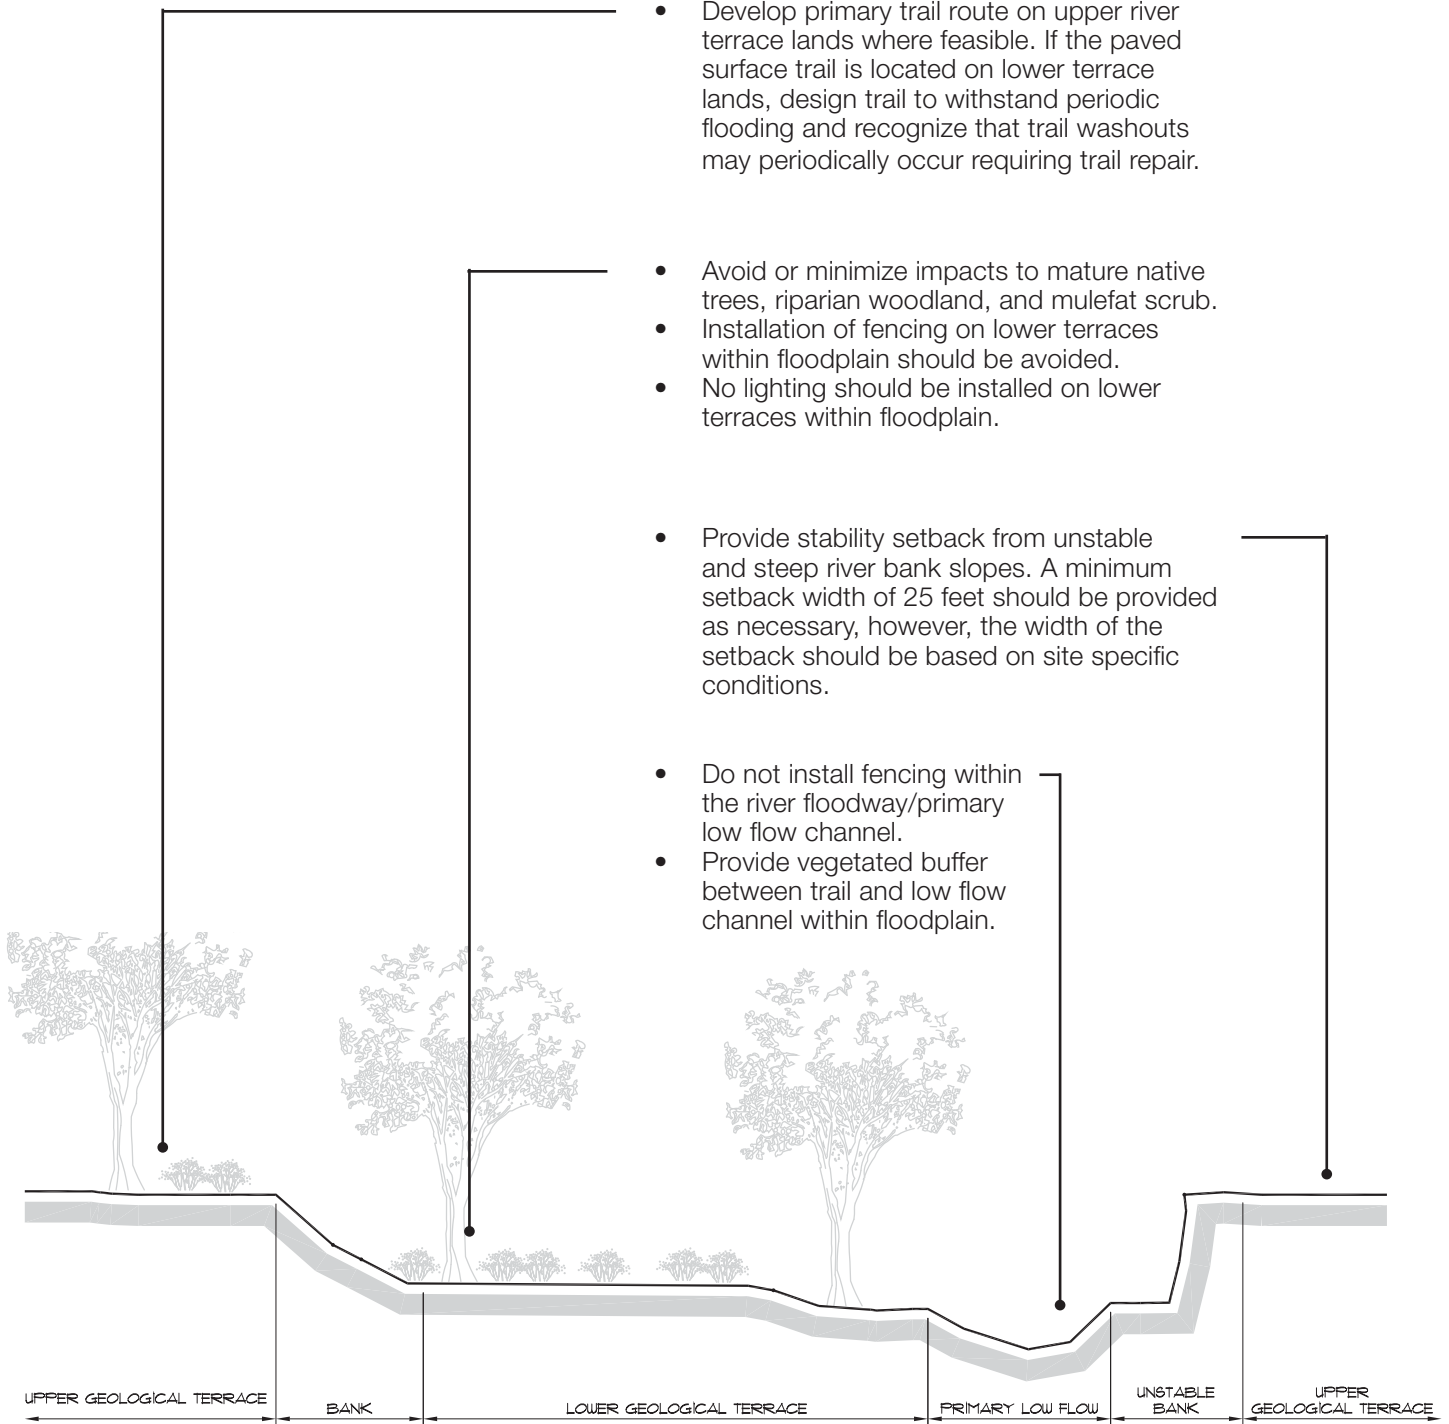 • Develop primary trail route on upper river
terrace lands where feasible. If the paved
surface trail is located on lower terrace
lands, design trail to withstand periodic
flooding and recognize that trail washouts
may periodically occur requiring trail repair.
• Avoid or minimize impacts to mature native
trees, riparian woodland, and mulefat scrub.
• Installation of fencing on lower terraces
within floodplain should be avoided.
• No lighting should be installed on lower
terraces within floodplain.
• Provide stability setback from unstable
and steep river bank slopes. A minimum
setback width of 25 feet should be provided
as necessary, however, the width of the
setback should be based on site specific
conditions.
• Do not install fencing within
the river floodway/primary
low flow channel.
• Provide vegetated buffer
between trail and low flow
channel within floodplain.
UPPER GEOLOGICAL TERRACE
BANK
LOWER GEOLOGICAL TERRACE
PRIMARY LOW FLOW
UNSTABLE
BANK
UPPER
GEOLOGICAL TERRACE